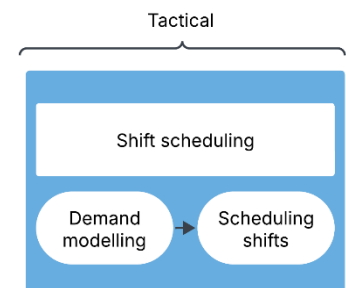 Tactical
Shift scheduling
Demand
modelling
Scheduling
shifts